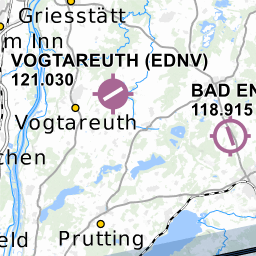 Griesstätt
m Inn
VOGTAREUTH (EDNV)
121.030
BAD EN
118.915
Vogtareuth
chen
eld
Prutting